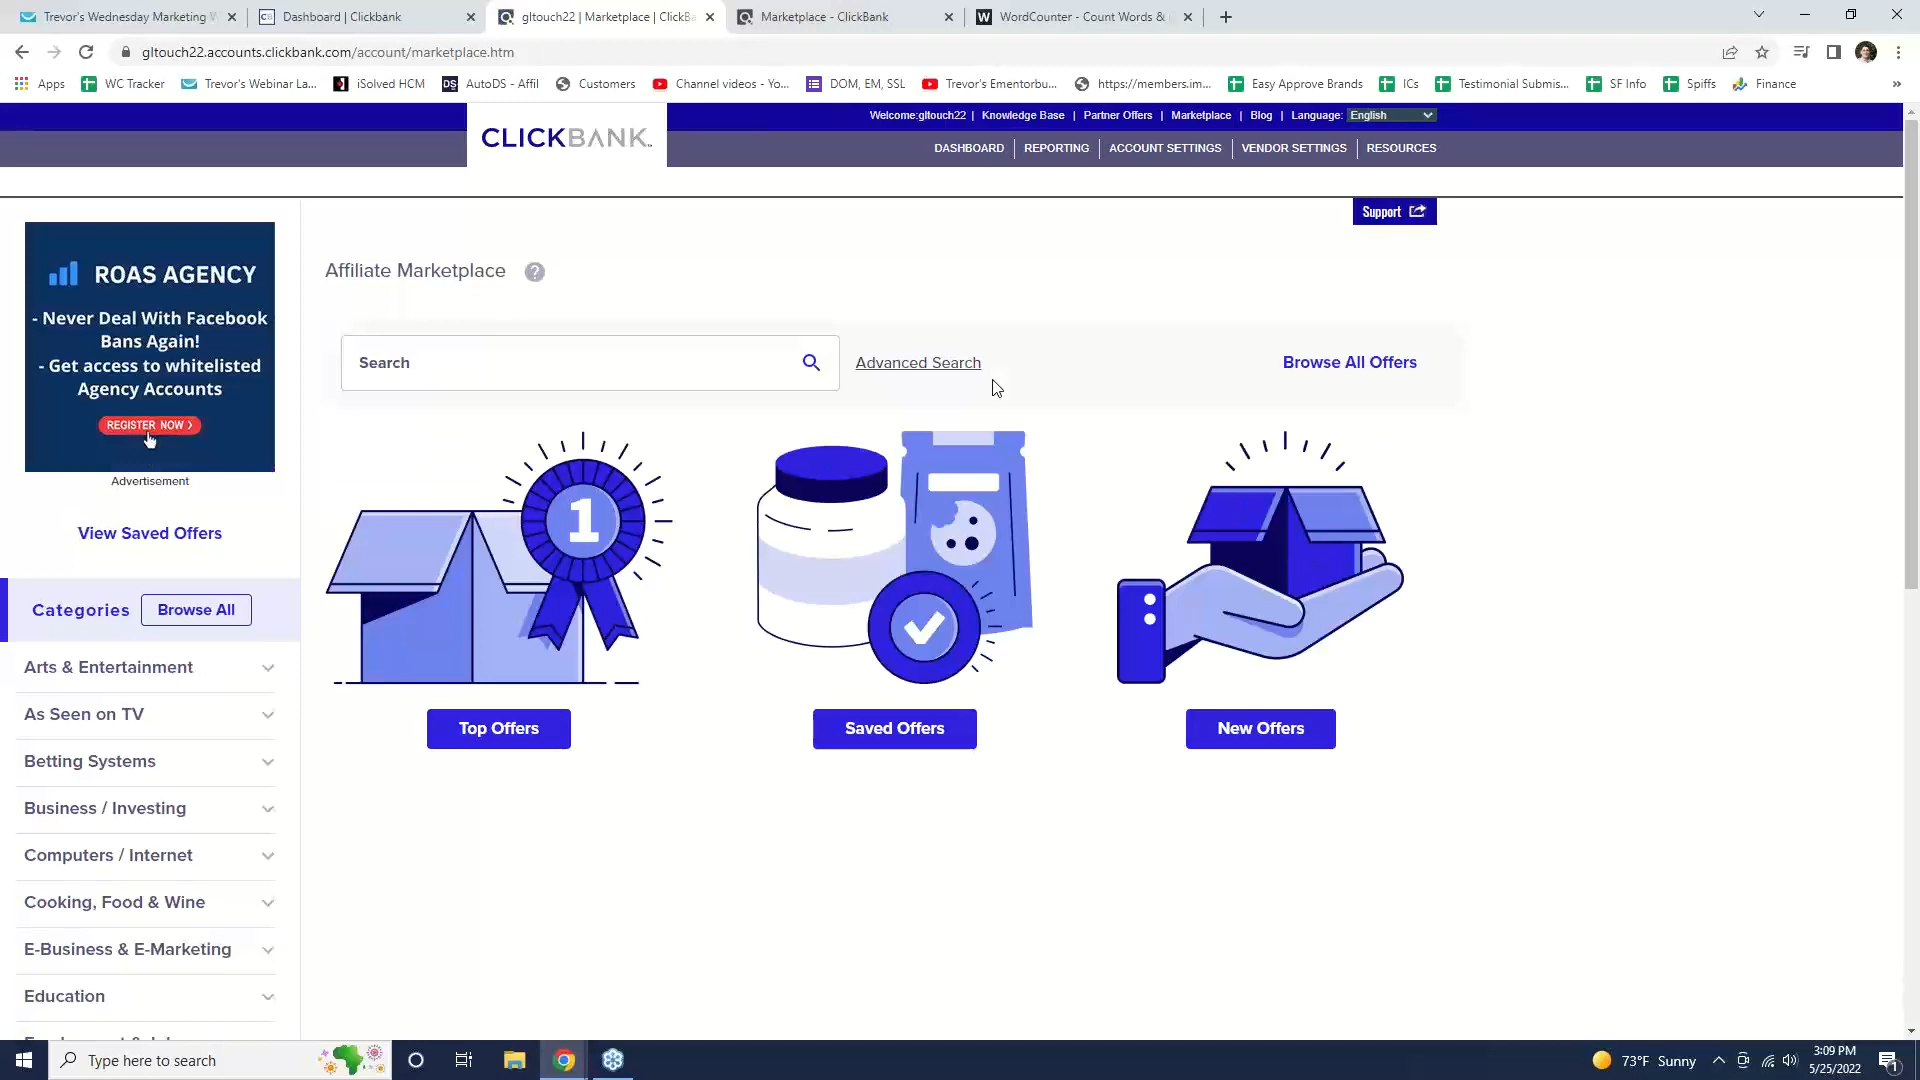 Trevor's Wednesday Marketing W
Dashboard | Clickbank
gltouch22 | Marketplace | ClickBa
Marketplace - ClickBank
WordCounter - Count Words &
gltouch22.accounts.clickbank.com/account/marketplace.htm
Apps
WC Tracker
Trevor's Webinar La...
iSolved HCM
AutoDS - Affil
Customers
Channel videos - Yo...
DOM, EM, SSL
Trevor's Ementorbu...
https://members.im...
Easy Approve Brands
ICs
Testimonial Submis...
SF Info
Spiffs
Finance
»
Welcome:gltouch22 | Knowledge Base | Partner Offers | Marketplace | Blog | Language: English
CLICKBANK
DASHBOARD | REPORTING | ACCOUNT SETTINGS | VENDOR SETTINGS | RESOURCES
Support
ROAS AGENCY
- Never Deal With Facebook
Bans Again!
- Get access to whitelisted
Agency Accounts
REGISTER NOW >
Advertisement
View Saved Offers
Categories
Browse All
Arts & Entertainment
As Seen on TV
Betting Systems
Business / Investing
Computers / Internet
Cooking, Food & Wine
E-Business & E-Marketing
Education
Affiliate Marketplace ?
Search
Advanced Search
Browse All Offers
1
Top Offers
Saved Offers
New Offers
Type here to search
73°F Sunny
3:09 PM
5/25/2022
1